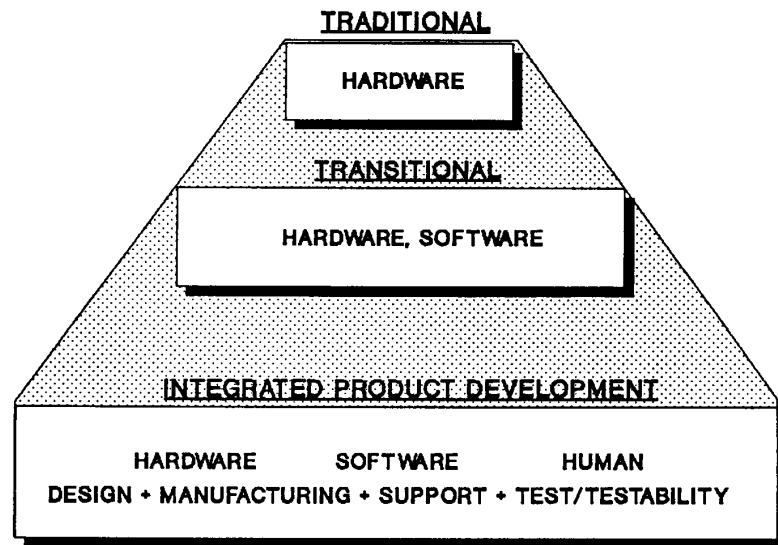 TRADITIONAL
HARDWARE
TRANSITIONAL
HARDWARE, SOFTWARE
INTEGRATED PRODUCT DEVELOPMENT
HARDWARE SOFTWARE HUMAN
DESIGN + MANUFACTURING + SUPPORT + TEST/TESTABILITY